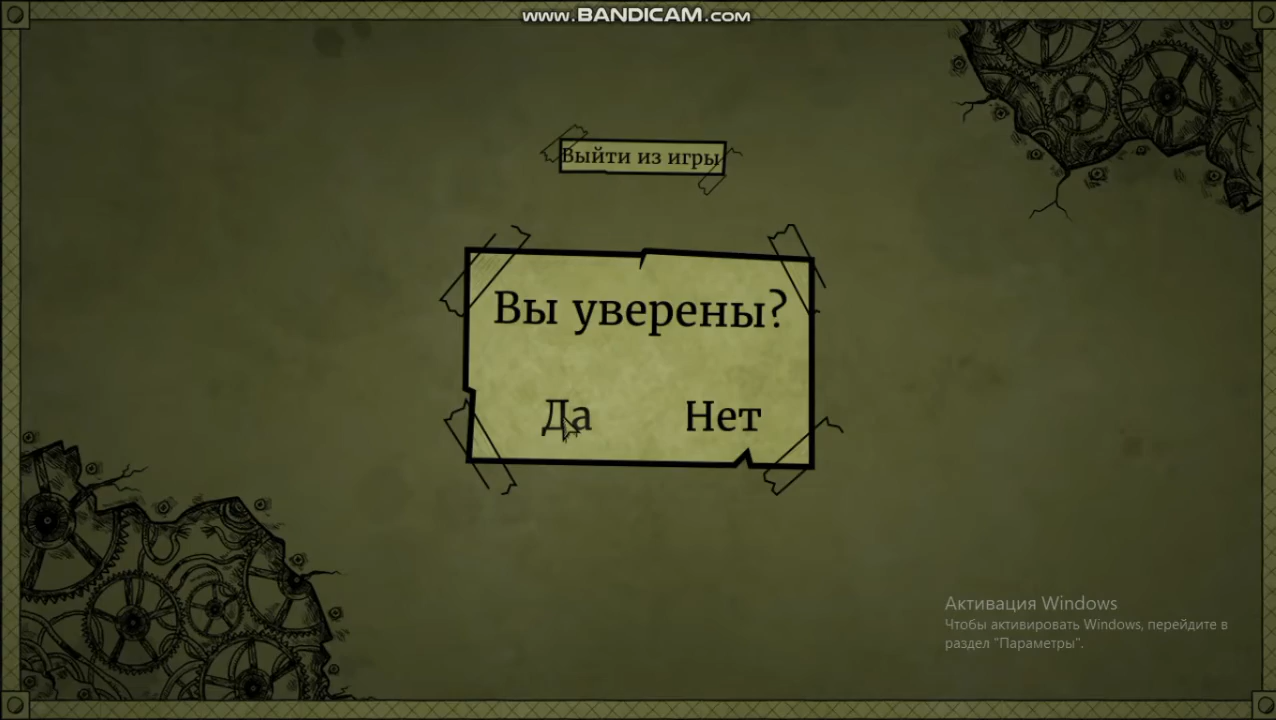 www.BANDICAM.com
Выйти из игры
Вы уверены?
Да Нет
Активация Windows
Чтобы активировать Windows, перейдите в
раздел "Параметры".